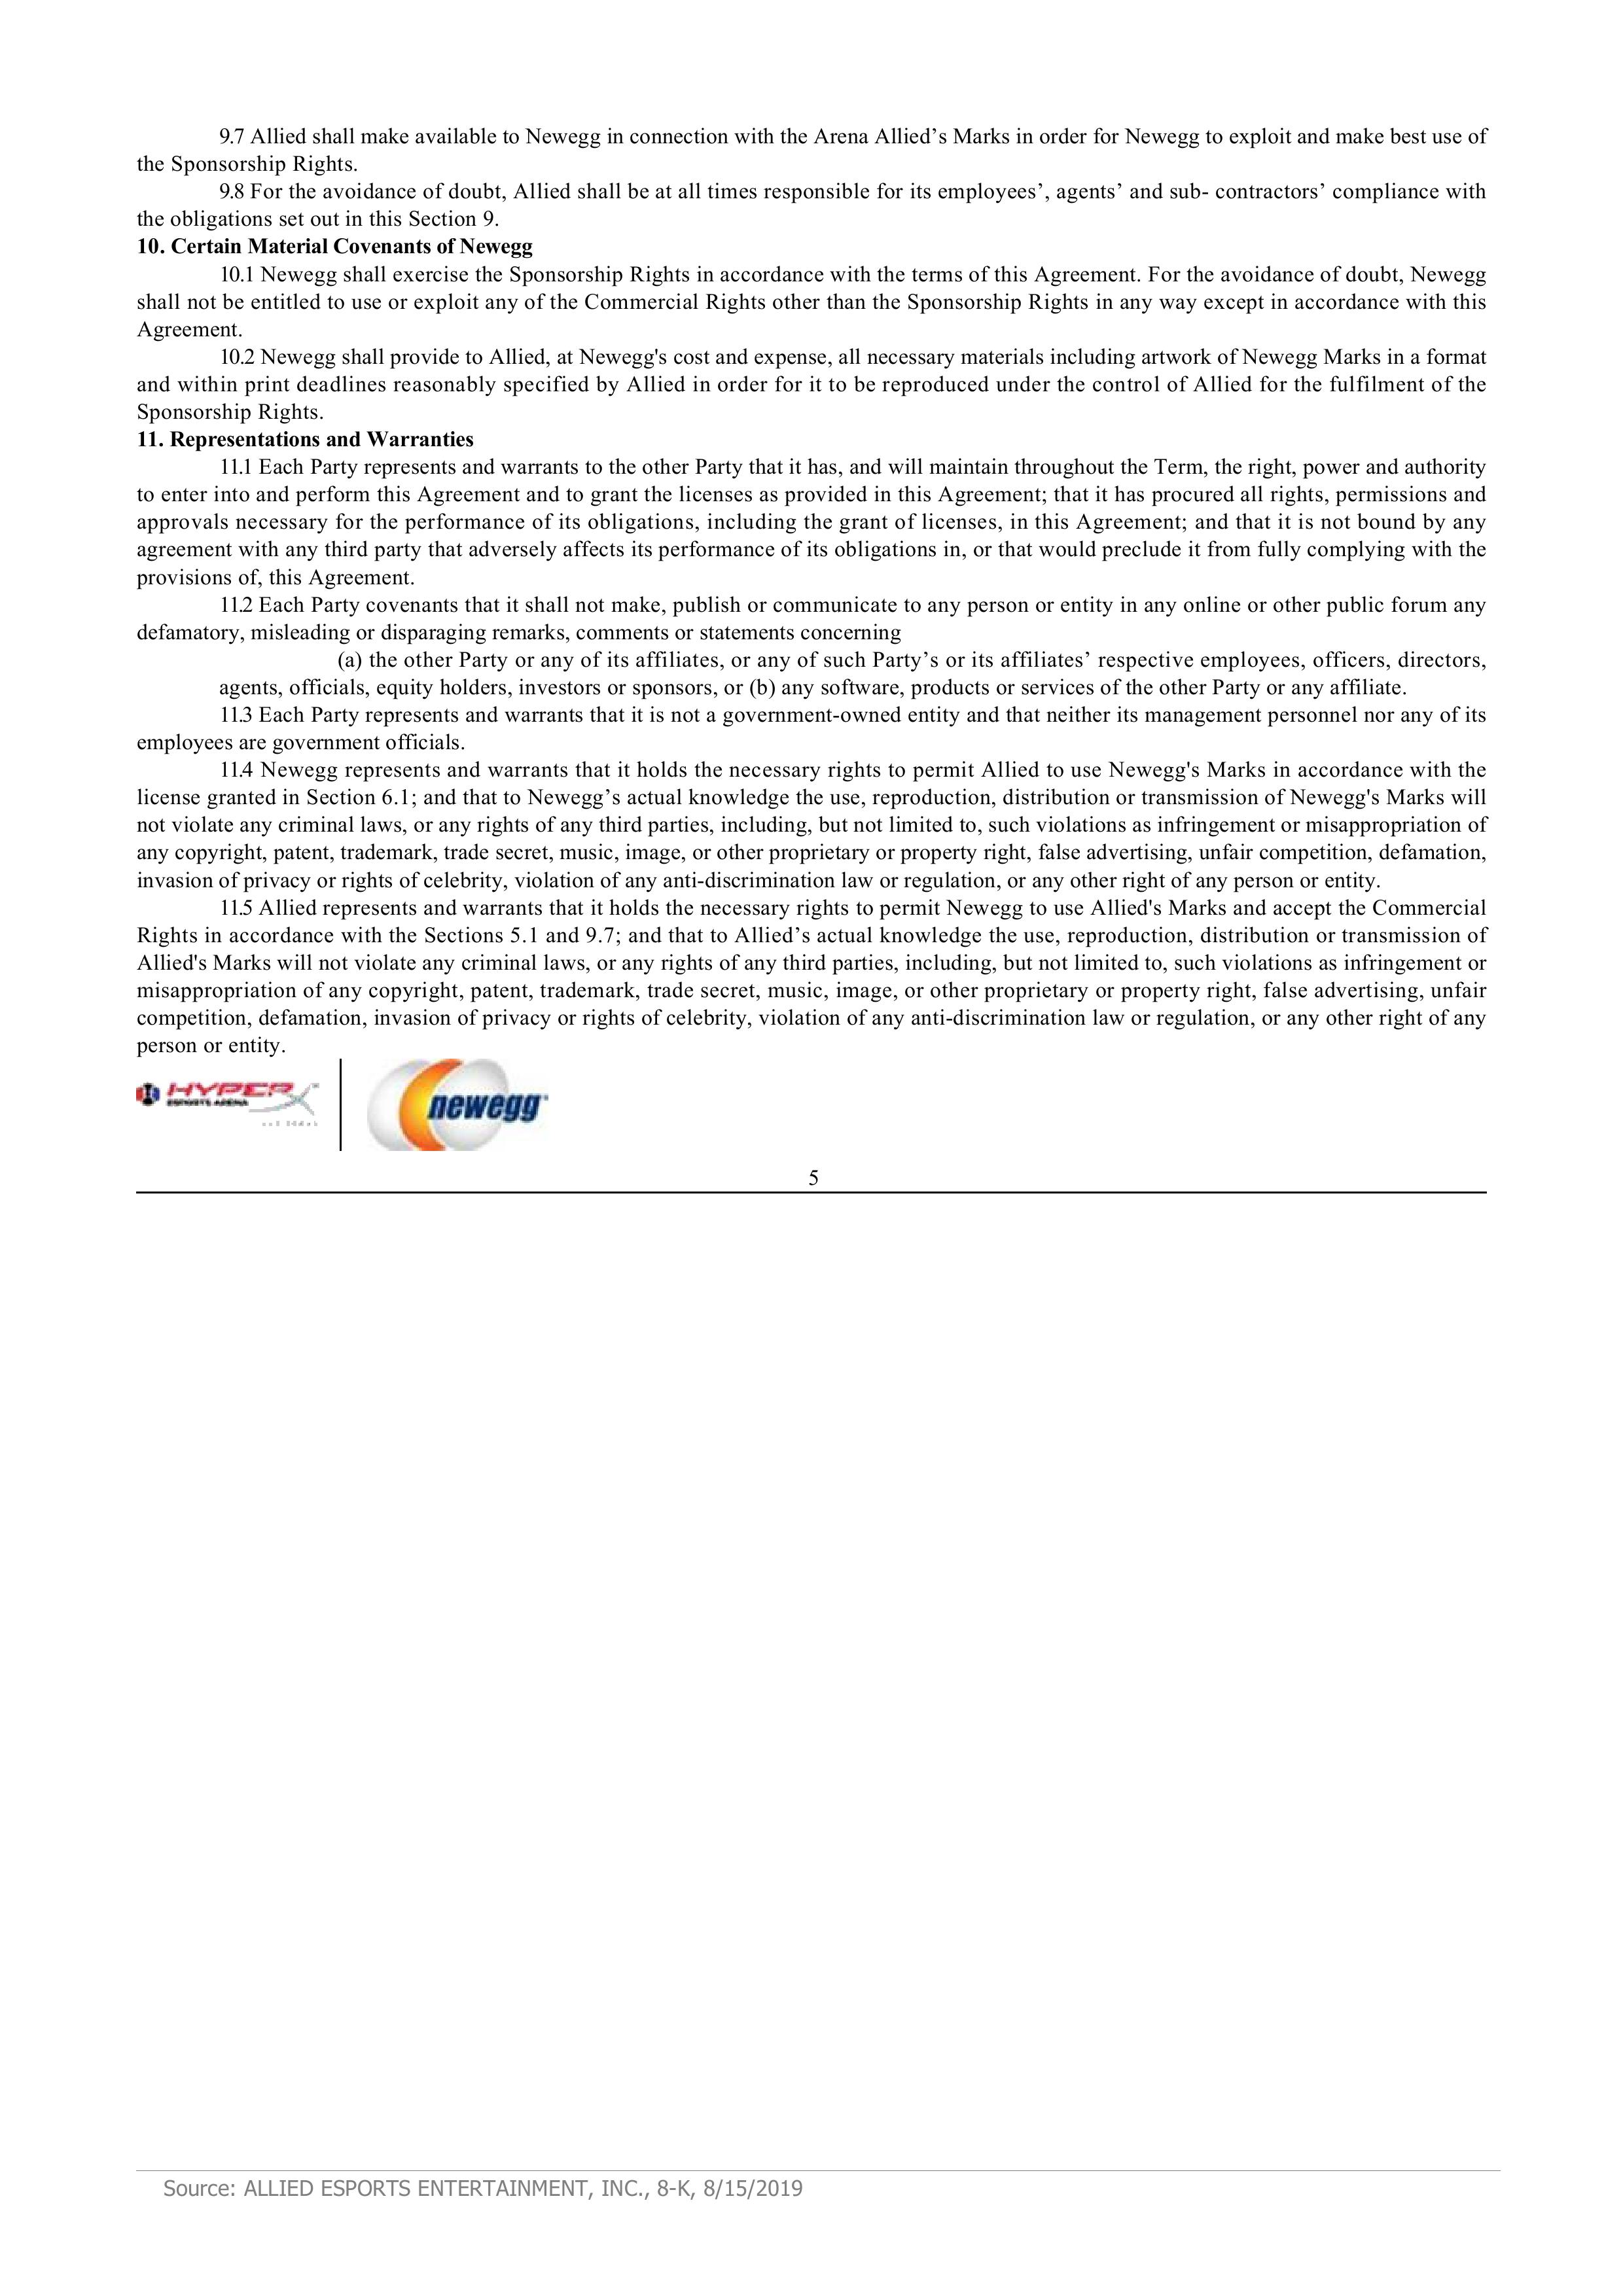 9.7 Allied shall make available to Newegg in connection with the Arena Allied’s Marks in order for Newegg to exploit and make best use of
the Sponsorship Rights.
9.8 For the avoidance of doubt, Allied shall be at all times responsible for its employees’, agents’ and sub- contractors’ compliance with
the obligations set out in this Section 9.
10. Certain Material Covenants of Newegg
10.1 Newegg shall exercise the Sponsorship Rights in accordance with the terms of this Agreement. For the avoidance of doubt, Newegg
shall not be entitled to use or exploit any of the Commercial Rights other than the Sponsorship Rights in any way except in accordance with this
Agreement.
10.2 Newegg shall provide to Allied, at Newegg's cost and expense, all necessary materials including artwork of Newegg Marks in a format
and within print deadlines reasonably specified by Allied in order for it to be reproduced under the control of Allied for the fulfilment of the
Sponsorship Rights.
11. Representations and Warranties
11.1 Each Party represents and warrants to the other Party that it has, and will maintain throughout the Term, the right, power and authority
to enter into and perform this Agreement and to grant the licenses as provided in this Agreement; that it has procured all rights, permissions and
approvals necessary for the performance of its obligations, including the grant of licenses, in this Agreement; and that it is not bound by any
agreement with any third party that adversely affects its performance of its obligations in, or that would preclude it from fully complying with the
provisions of, this Agreement.
11.2 Each Party covenants that it shall not make, publish or communicate to any person or entity in any online or other public forum any
defamatory, misleading or disparaging remarks, comments or statements concerning
(a) the other Party or any of its affiliates, or any of such Party’s or its affiliates’ respective employees, officers, directors,
agents, officials, equity holders, investors or sponsors, or (b) any software, products or services of the other Party or any affiliate.
11.3 Each Party represents and warrants that it is not a government-owned entity and that neither its management personnel nor any of its
employees are government officials.
11.4 Newegg represents and warrants that it holds the necessary rights to permit Allied to use Newegg's Marks in accordance with the
license granted in Section 6.1; and that to Newegg’s actual knowledge the use, reproduction, distribution or transmission of Newegg's Marks will
not violate any criminal laws, or any rights of any third parties, including, but not limited to, such violations as infringement or misappropriation of
any copyright, patent, trademark, trade secret, music, image, or other proprietary or property right, false advertising, unfair competition, defamation,
invasion of privacy or rights of celebrity, violation of any anti-discrimination law or regulation, or any other right of any person or entity.
11.5 Allied represents and warrants that it holds the necessary rights to permit Newegg to use Allied's Marks and accept the Commercial
Rights in accordance with the Sections 5.1 and 9.7; and that to Allied’s actual knowledge the use, reproduction, distribution or transmission of
Allied's Marks will not violate any criminal laws, or any rights of any third parties, including, but not limited to, such violations as infringement or
misappropriation of any copyright, patent, trademark, trade secret, music, image, or other proprietary or property right, false advertising, unfair
competition, defamation, invasion of privacy or rights of celebrity, violation of any anti-discrimination law or regulation, or any other right of any
person or entity.
HYPERX
ESPORTS ARENA
newegg
5
Source: ALLIED ESPORTS ENTERTAINMENT, INC., 8-K, 8/15/2019